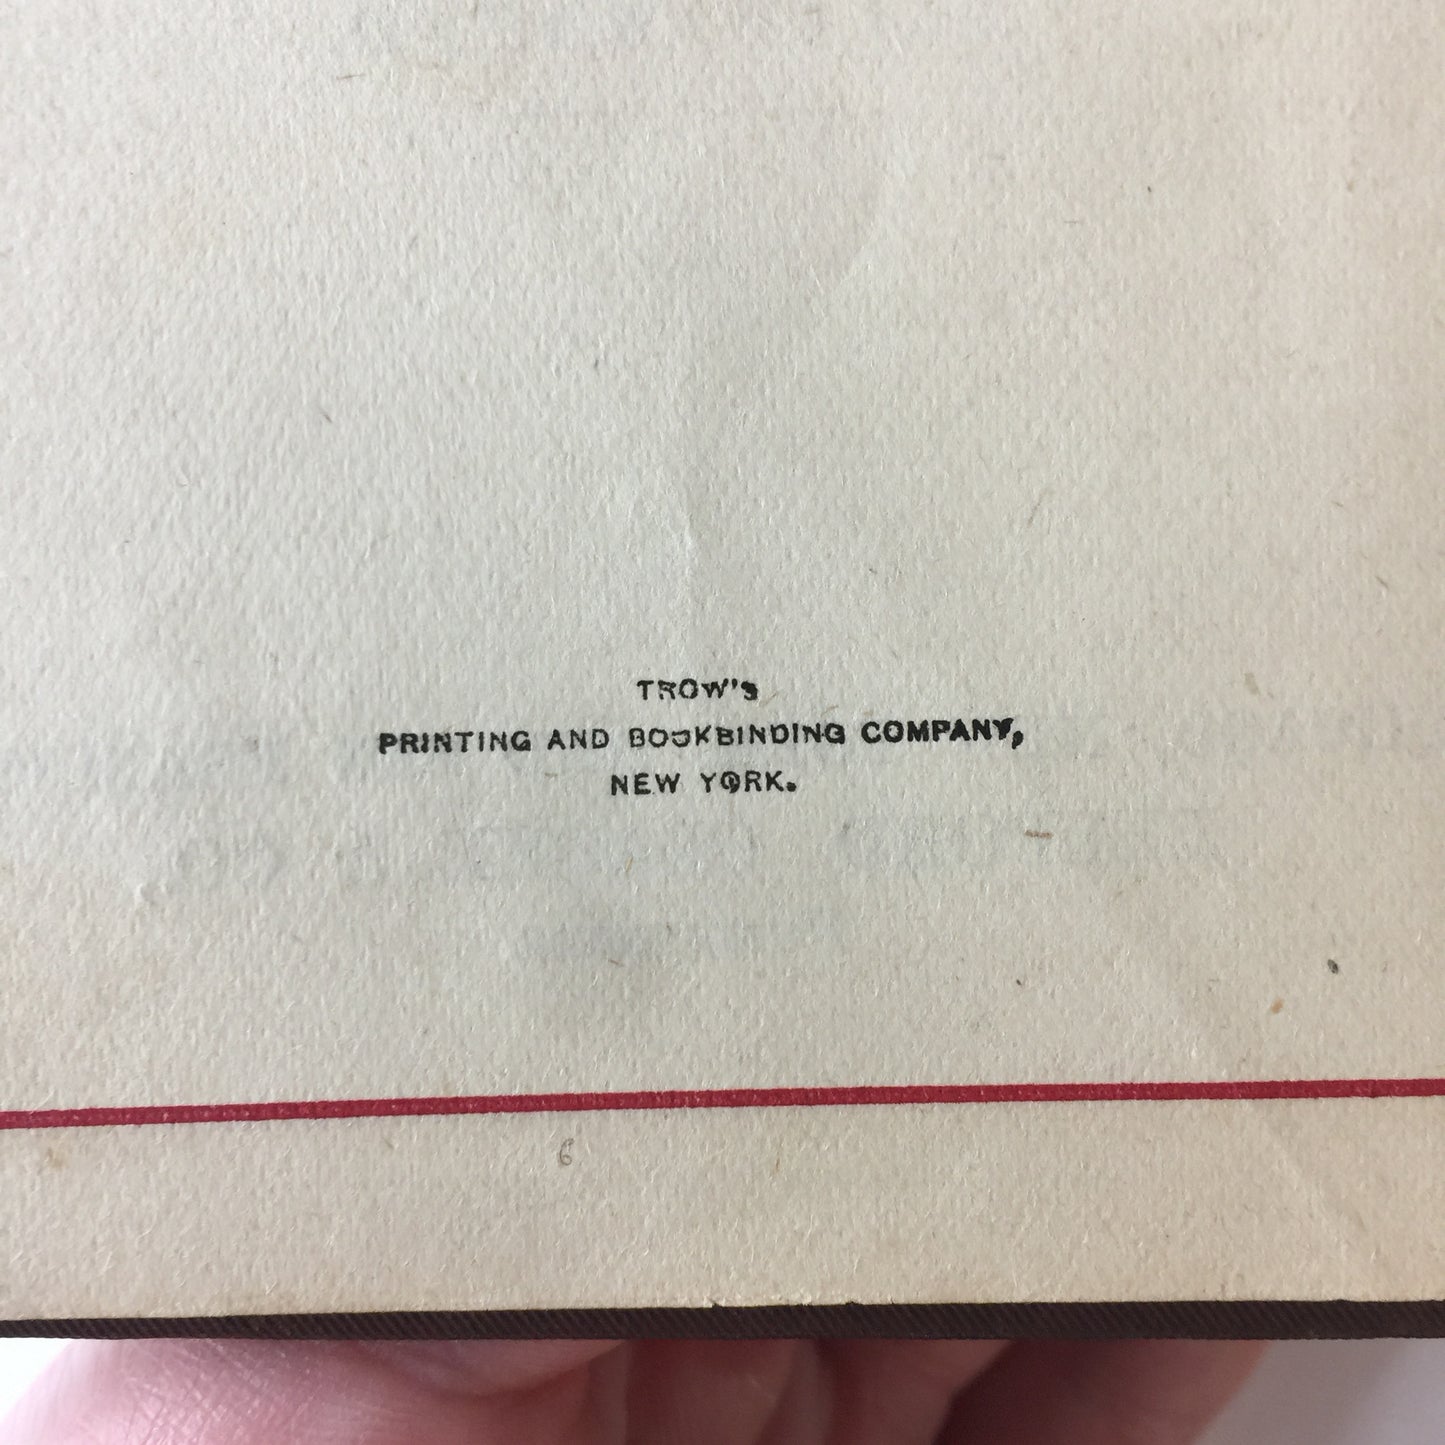 TROW'S
PRINTING AND BOOKBINDING COMPANY,
NEW YORK.
6